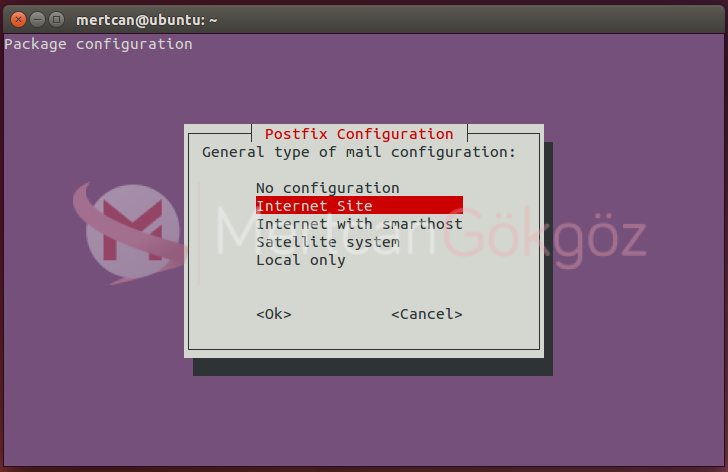 mertcan@ubuntu: ~
Package configuration
Postfix Configuration
General type of mail configuration:
No configuration
Internet Site
Internet with smarthost
Satellite system
Local only
<Ok> <Cancel>
M MertcanGökgöz